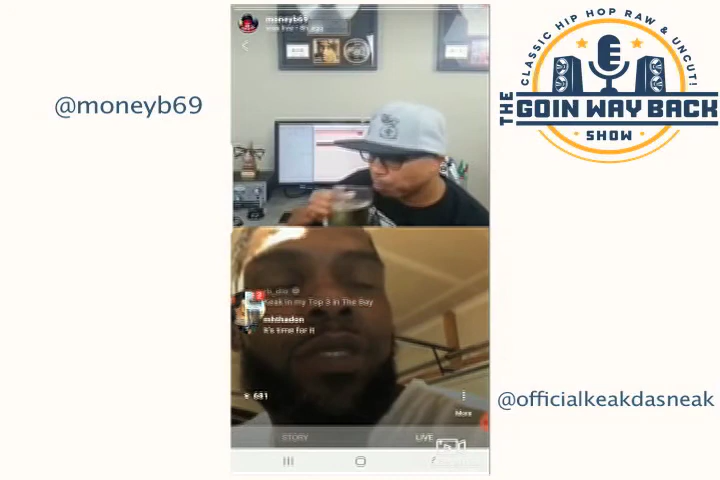 moneyb69
@moneyb69
CLASSIC HIP HOP RAW & UNCUT!
THE
GOIN WAY BACK
SHOW
Keak in my Top 3 in The Bay
mhthadon
It's time for it
681
More
@officialkeakdasneak
STORY
LIVE